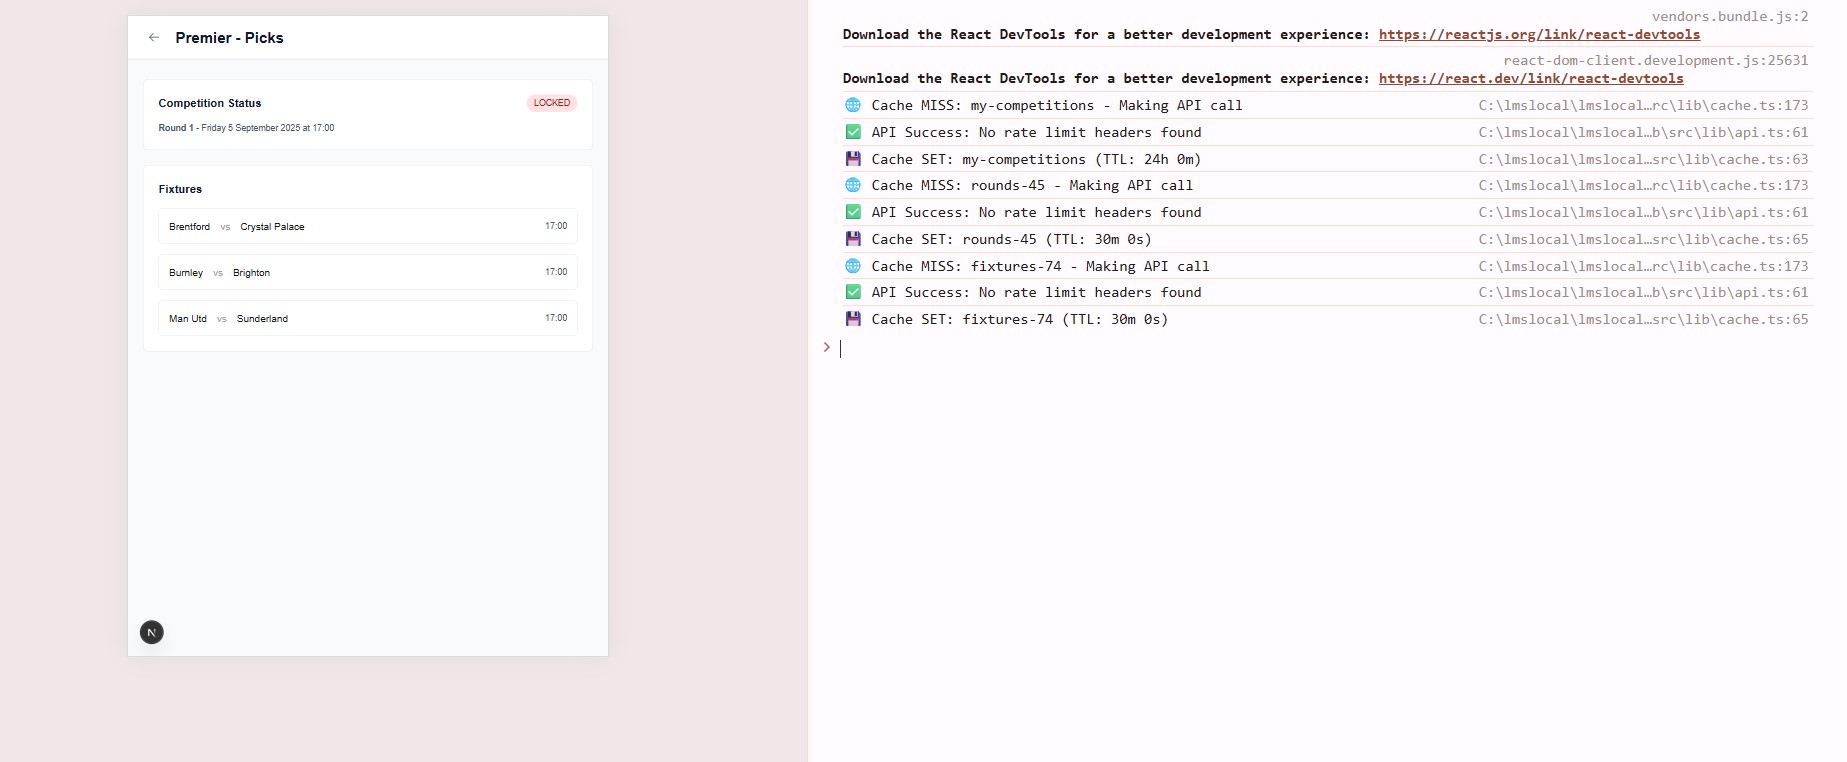 ← Premier - Picks
Competition Status LOCKED
Round 1 - Friday 5 September 2025 at 17:00
Fixtures
Brentford vs Crystal Palace 17:00
Burnley vs Brighton 17:00
Man Utd vs Sunderland 17:00
N
vendors.bundle.js:2
Download the React DevTools for a better development experience: https://reactjs.org/link/react-devtools
react-dom-client.development.js:25631
Download the React DevTools for a better development experience: https://react.dev/link/react-devtools
🌐 Cache MISS: my-competitions - Making API call C:\lmslocal\lmslocal…rc\lib\cache.ts:173
✅ API Success: No rate limit headers found C:\lmslocal\lmslocal…b\src\lib\api.ts:61
💾 Cache SET: my-competitions (TTL: 24h 0m) C:\lmslocal\lmslocal…src\lib\cache.ts:63
🌐 Cache MISS: rounds-45 - Making API call C:\lmslocal\lmslocal…rc\lib\cache.ts:173
✅ API Success: No rate limit headers found C:\lmslocal\lmslocal…b\src\lib\api.ts:61
💾 Cache SET: rounds-45 (TTL: 30m 0s) C:\lmslocal\lmslocal…src\lib\cache.ts:65
🌐 Cache MISS: fixtures-74 - Making API call C:\lmslocal\lmslocal…rc\lib\cache.ts:173
✅ API Success: No rate limit headers found C:\lmslocal\lmslocal…b\src\lib\api.ts:61
💾 Cache SET: fixtures-74 (TTL: 30m 0s) C:\lmslocal\lmslocal…src\lib\cache.ts:65